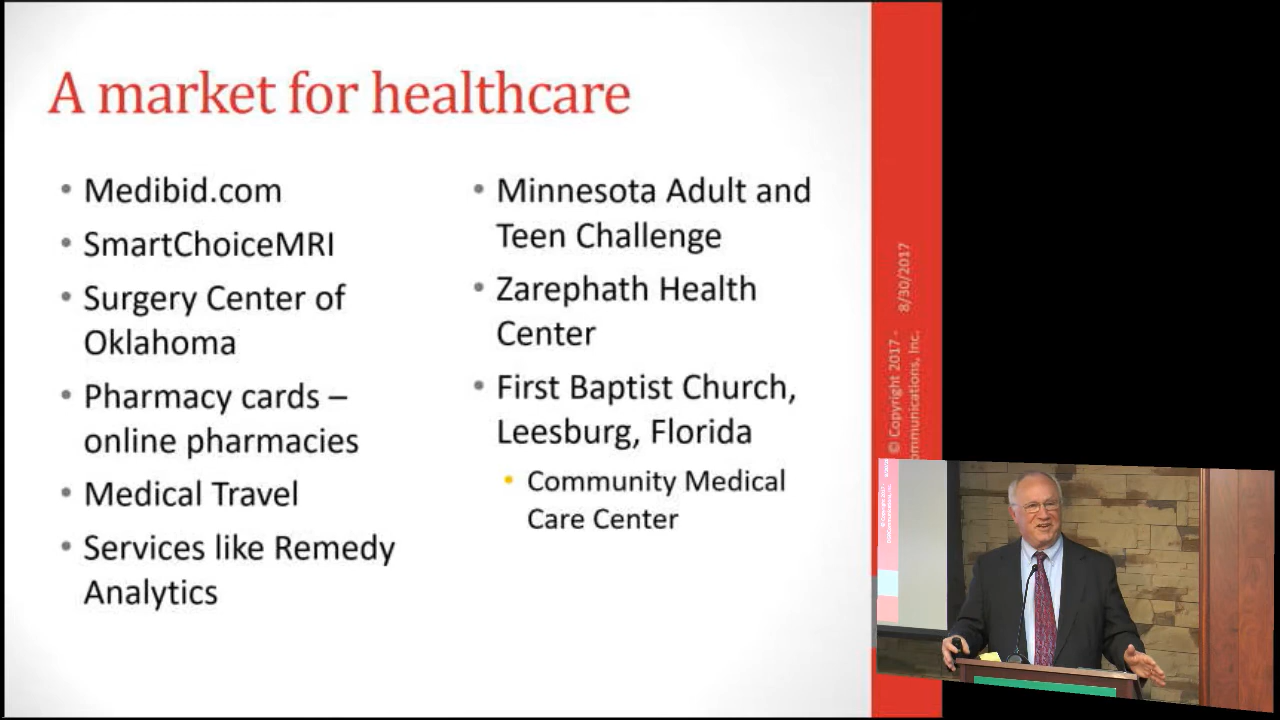 A market for healthcare
• Medibid.com
• SmartChoiceMRI
• Surgery Center of
Oklahoma
• Pharmacy cards –
online pharmacies
• Medical Travel
• Services like Remedy
Analytics
• Minnesota Adult and
Teen Challenge
• Zarephath Health
Center
• First Baptist Church,
Leesburg, Florida
• Community Medical
Care Center
8/30/2017
© Copyright 2017 -
ommunications, Inc.